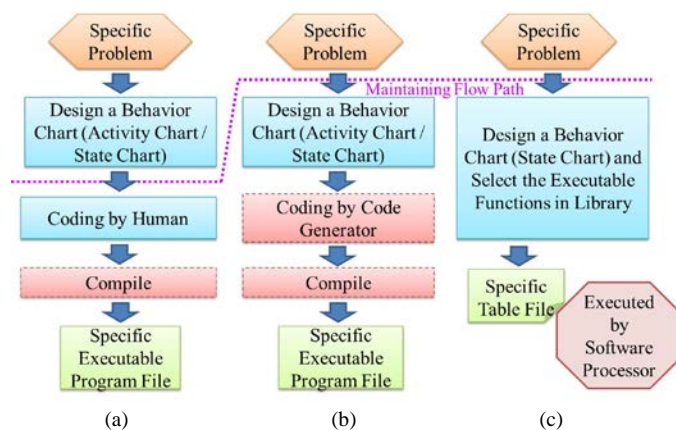 Specific
Problem
Design a Behavior
Chart (Activity Chart /
State Chart)
Coding by Human
Compile
Specific
Executable
Program File
(a)
Specific
Problem
Maintaining Flow Path
Design a Behavior
Chart (Activity Chart /
State Chart)
Coding by Code
Generator
Compile
Specific
Executable
Program File
(b)
Specific
Problem
Design a Behavior
Chart (State Chart) and
Select the Executable
Functions in Library
Specific
Table File
Executed
by
Software
Processor
(c)